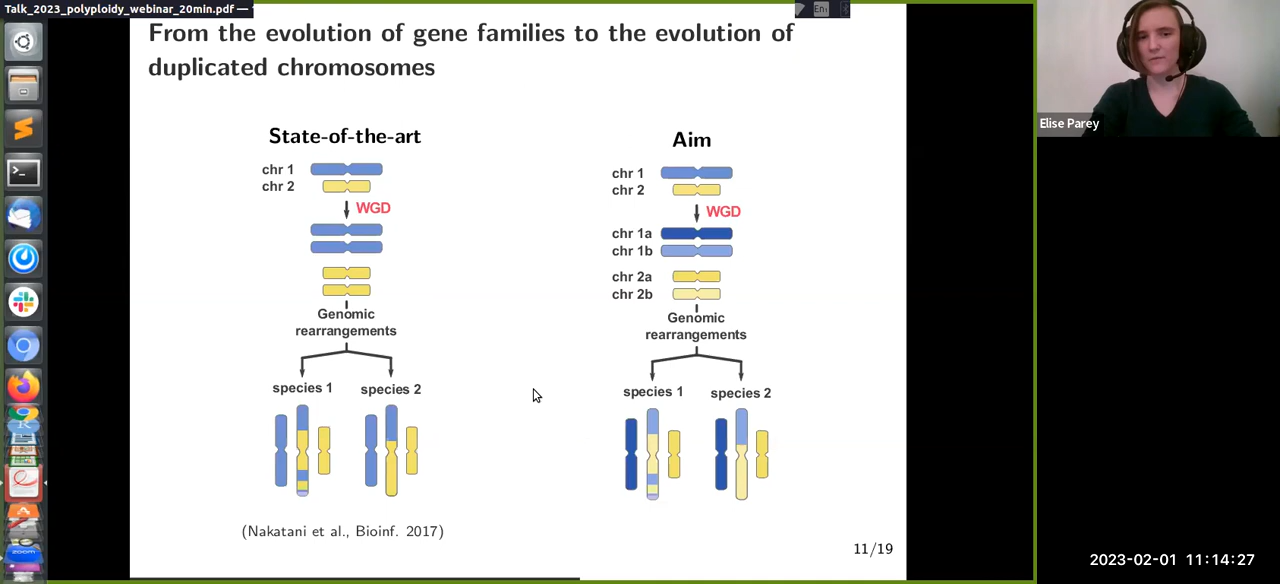 Talk_2023_polyploidy_webinar_20min.pdf —
En
From the evolution of gene families to the evolution of
duplicated chromosomes
State-of-the-art
chr 1
chr 2
WGD
Genomic
rearrangements
species 1
species 2
(Nakatani et al., Bioinf. 2017)
Aim
chr 1
chr 2
WGD
chr 1a
chr 1b
chr 2a
chr 2b
Genomic
rearrangements
species 1
species 2
11/19
Elise Parey
zoom
2023-02-01 11:14:27